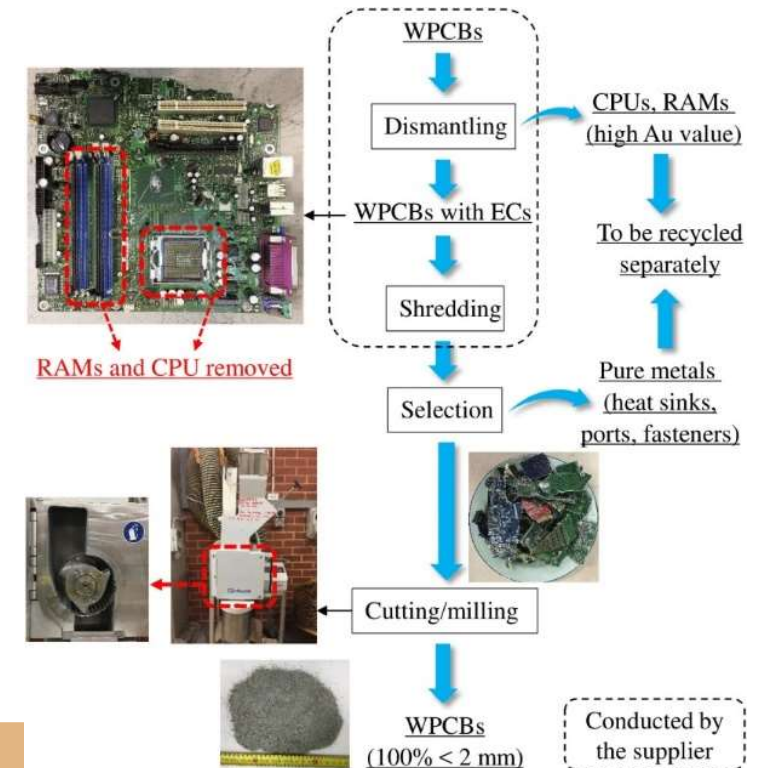 WPCBs
Dismantling
CPUs, RAMs
(high Au value)
WPCBs with ECs
To be recycled
separately
Shredding
RAMs and CPU removed
Selection
Pure metals
(heat sinks,
ports, fasteners)
Cutting/milling
WPCBs
(100% < 2 mm)
Conducted by
the supplier